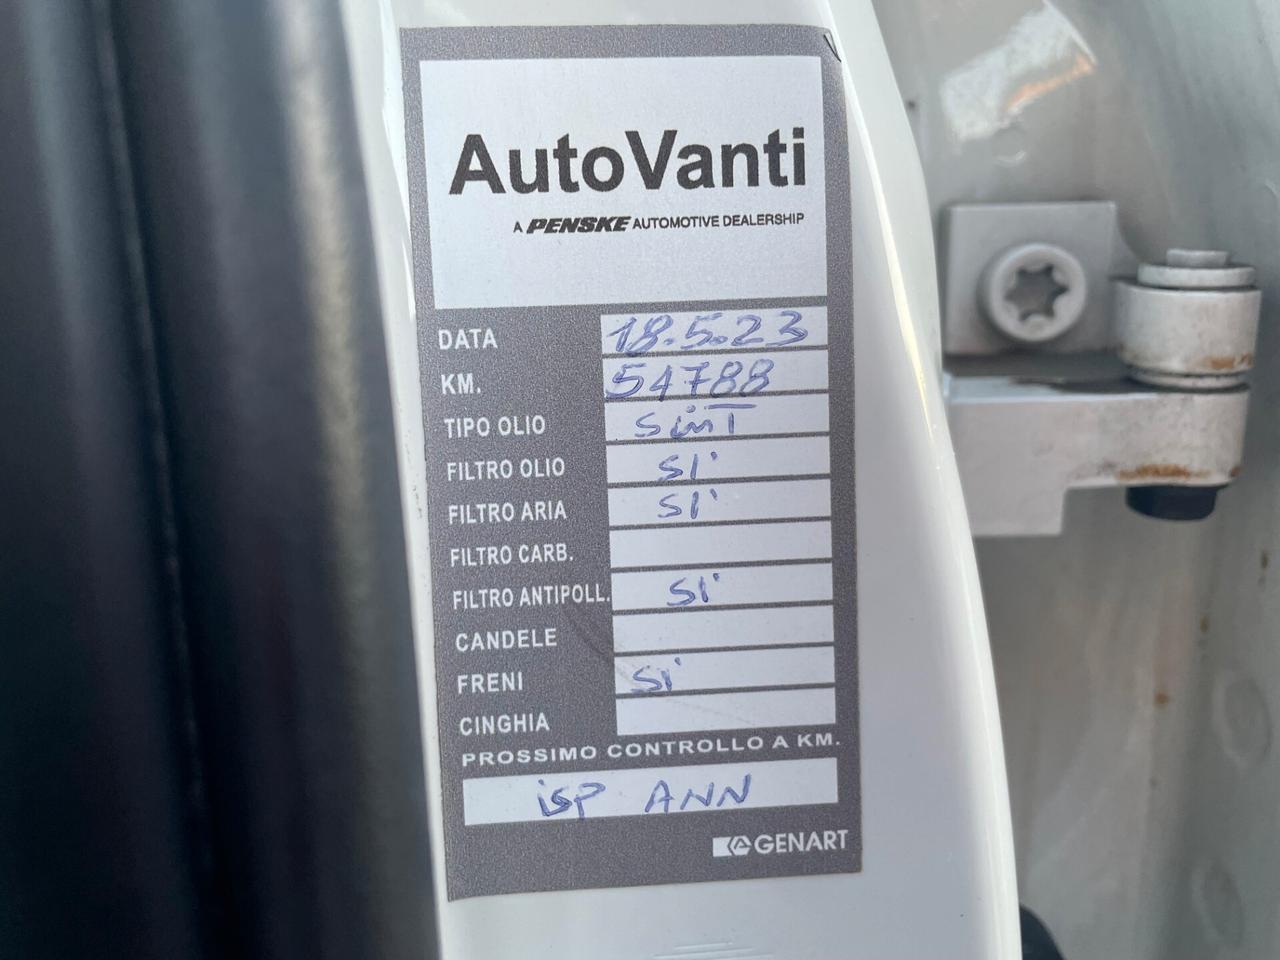 AutoVanti
A PENSKE AUTOMOTIVE DEALERSHIP
DATA 18.5.23
KM. 54788
TIPO OLIO SinT
FILTRO OLIO Si'
FILTRO ARIA Si'
FILTRO CARB.
FILTRO ANTIPOLL. Si'
CANDELE
FRENI Si'
CINGHIA
PROSSIMO CONTROLLO A KM.
iSP ANN
GENART